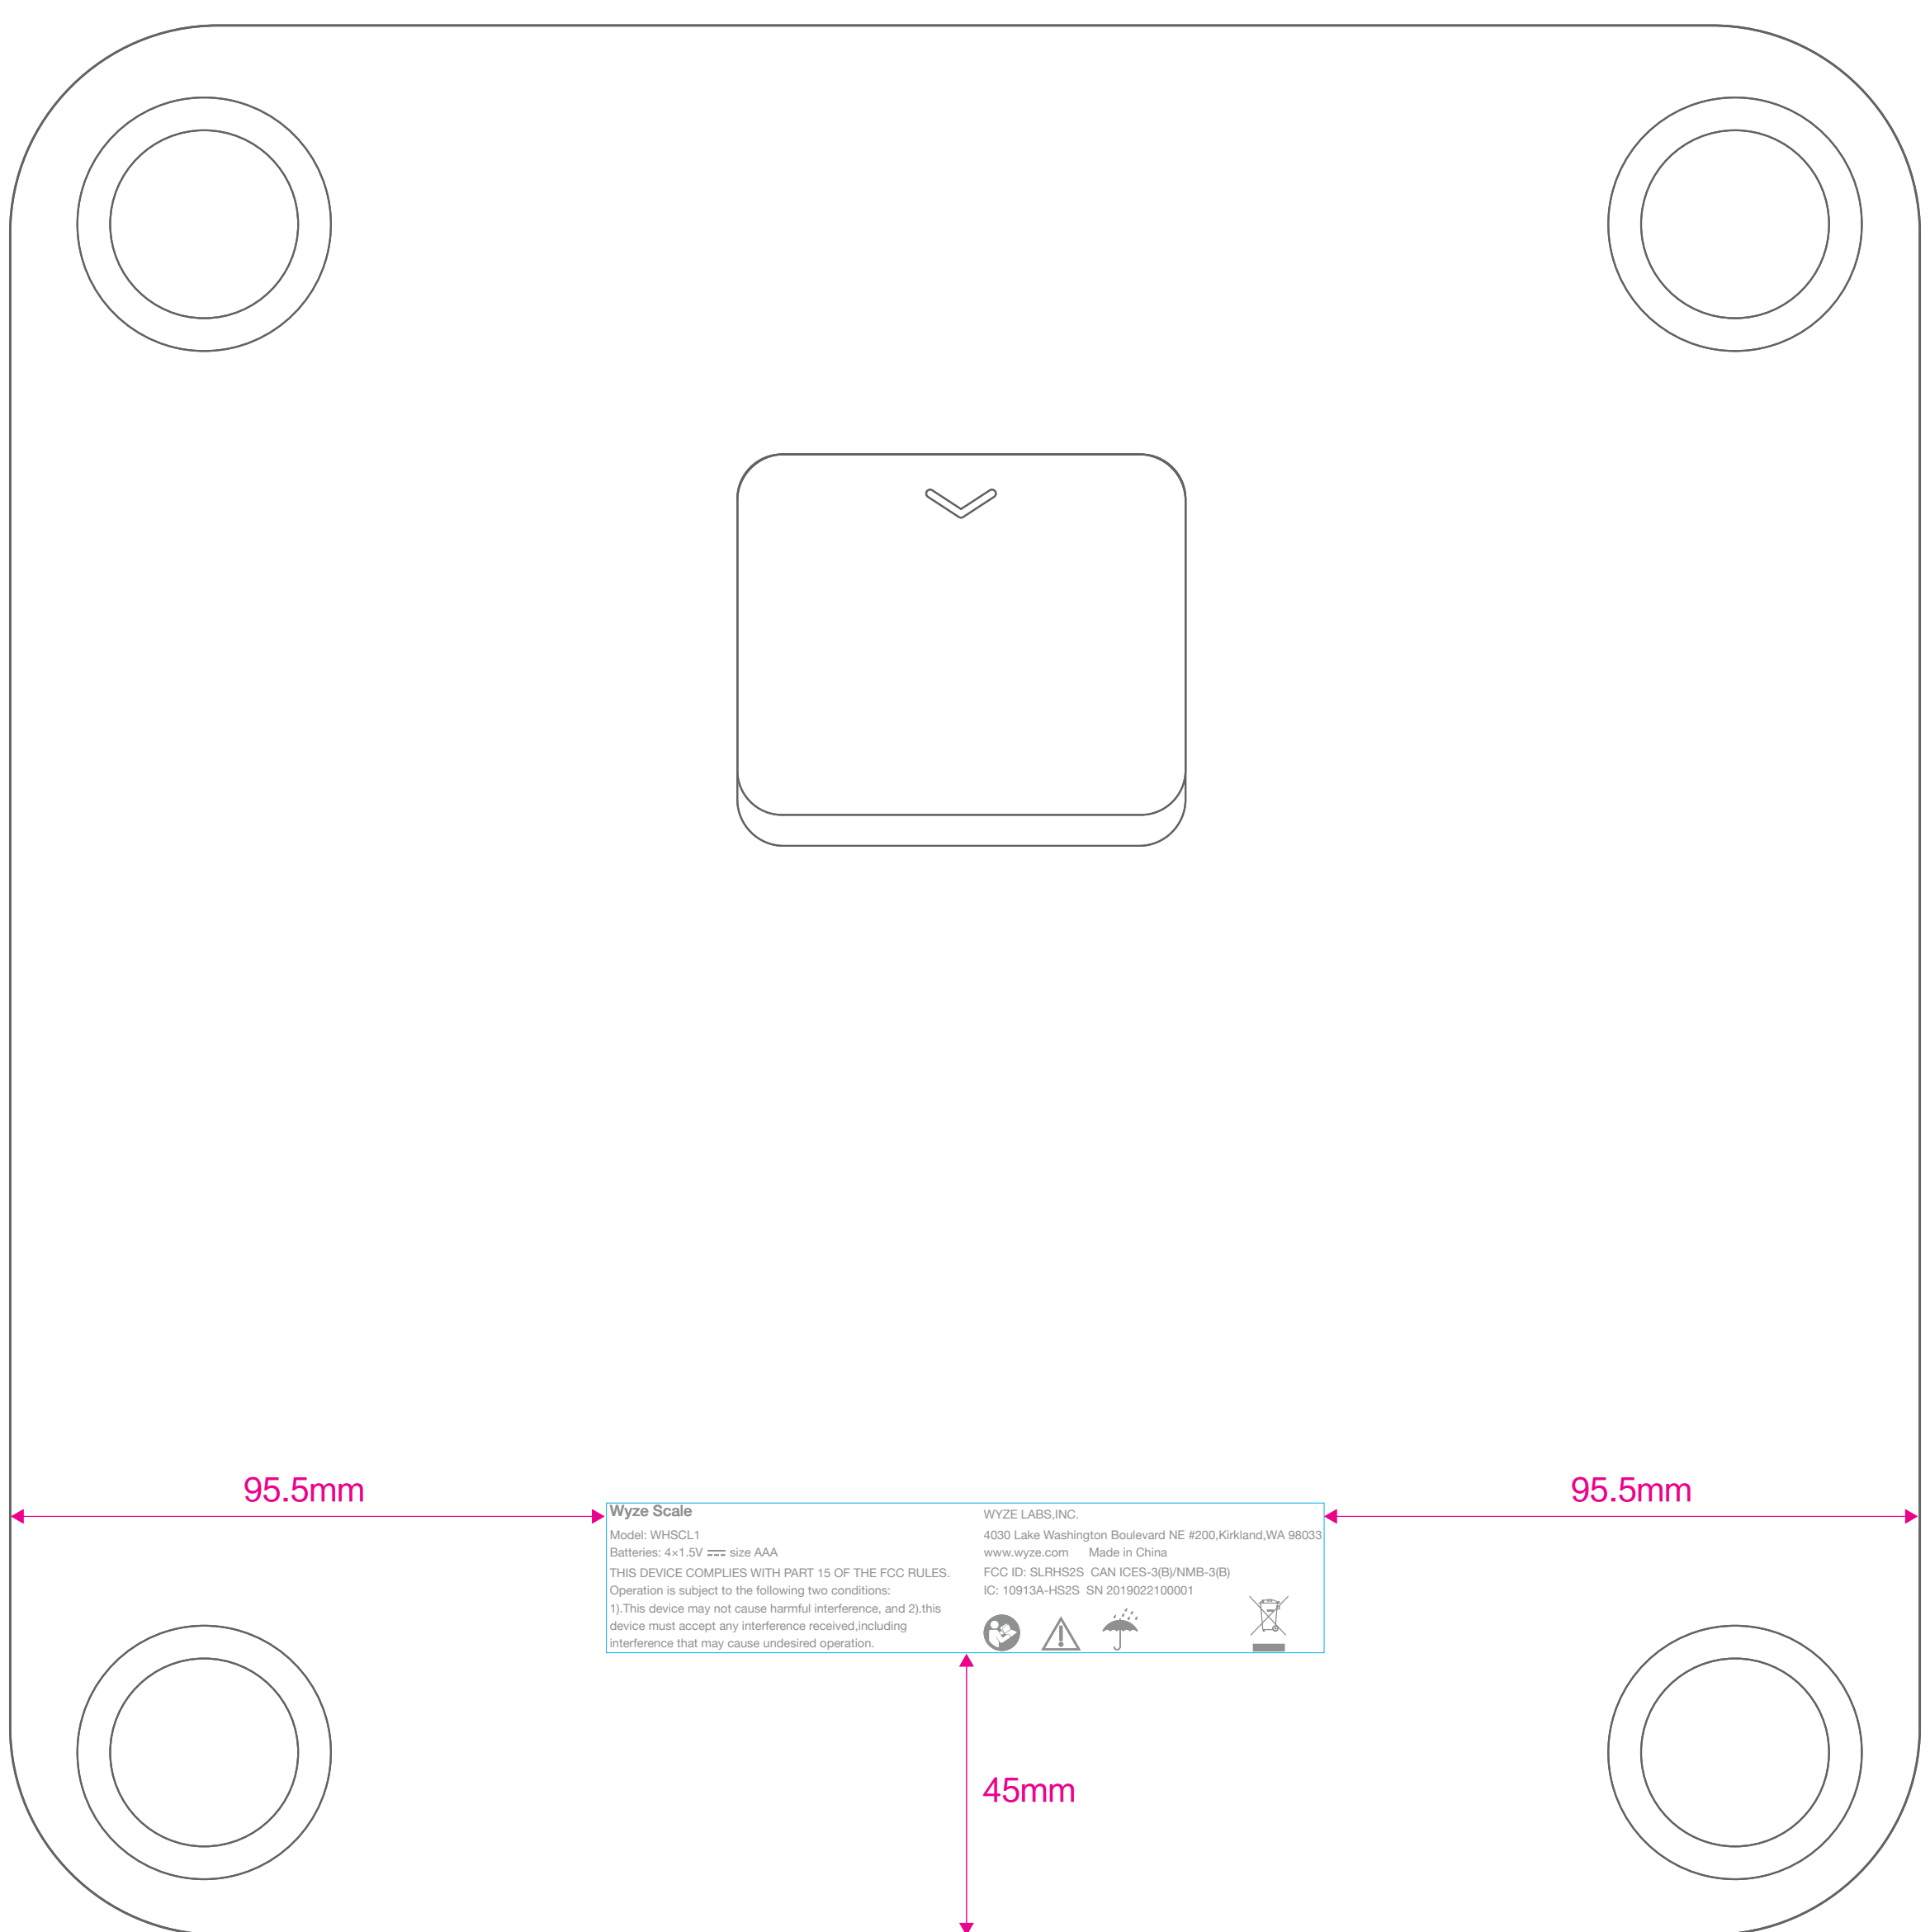 95.5mm
95.5mm
Wyze Scale
Model: WHSCL1
Batteries: 4×1.5V ⎓ size AAA
THIS DEVICE COMPLIES WITH PART 15 OF THE FCC RULES.
Operation is subject to the following two conditions:
1).This device may not cause harmful interference, and 2).this
device must accept any interference received,including
interference that may cause undesired operation.
WYZE LABS,INC.
4030 Lake Washington Boulevard NE #200,Kirkland,WA 98033
www.wyze.com Made in China
FCC ID: SLRHS2S CAN ICES-3(B)/NMB-3(B)
IC: 10913A-HS2S SN 2019022100001
45mm